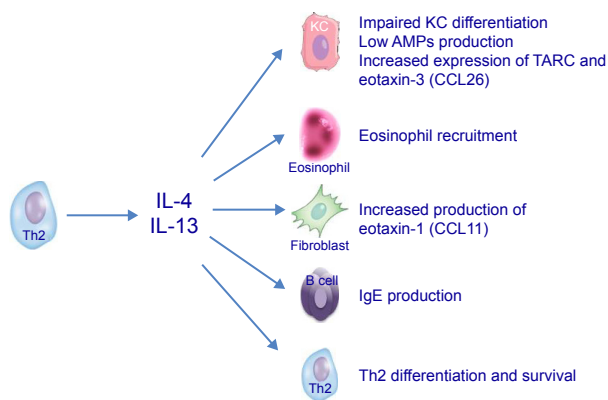 KC
Impaired KC differentiation
Low AMPs production
Increased expression of TARC and
eotaxin-3 (CCL26)
Eosinophil recruitment
Eosinophil
Th2
IL-4
IL-13
Increased production of
eotaxin-1 (CCL11)
Fibroblast
B cell
IgE production
Th2
Th2 differentiation and survival